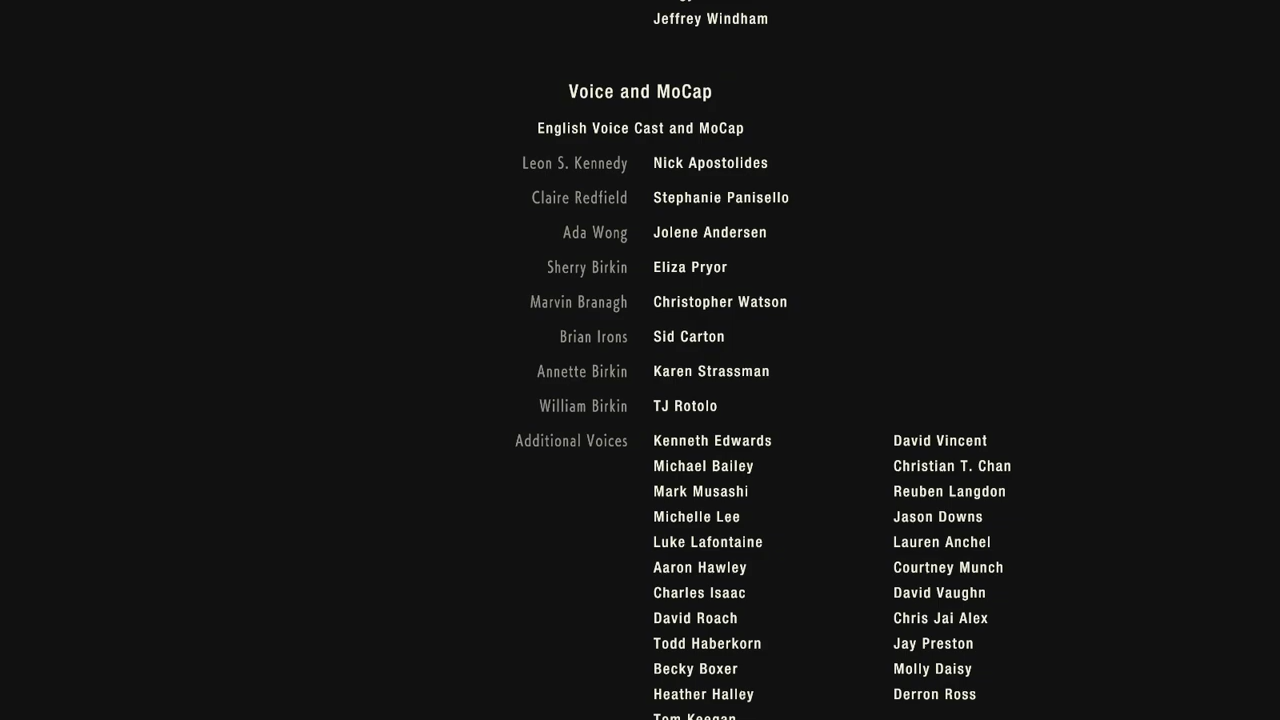 Jeffrey Windham
Voice and MoCap
English Voice Cast and MoCap
Leon S. Kennedy Nick Apostolides
Claire Redfield Stephanie Panisello
Ada Wong Jolene Andersen
Sherry Birkin Eliza Pryor
Marvin Branagh Christopher Watson
Brian Irons Sid Carton
Annette Birkin Karen Strassman
William Birkin TJ Rotolo
Additional Voices Kenneth Edwards David Vincent
Michael Bailey Christian T. Chan
Mark Musashi Reuben Langdon
Michelle Lee Jason Downs
Luke Lafontaine Lauren Anchel
Aaron Hawley Courtney Munch
Charles Isaac David Vaughn
David Roach Chris Jai Alex
Todd Haberkorn Jay Preston
Becky Boxer Molly Daisy
Heather Halley Derron Ross
Tom Keegan